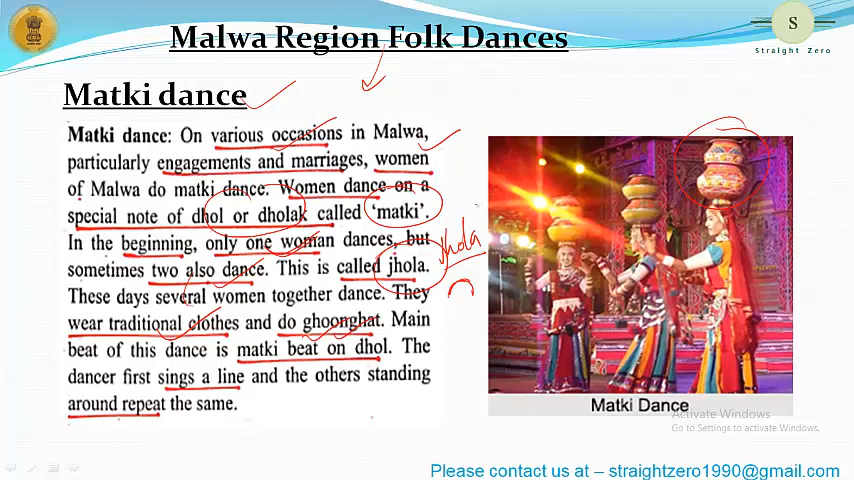 Malwa Region Folk Dances
S
Straight Zero
Matki dance
Matki dance: On various occasions in Malwa,
particularly engagements and marriages, women
of Malwa do matki dance. Women dance on a
special note of dhol or dholak called 'matki'.
In the beginning, only one woman dances, but
sometimes two also dance. This is called jhola.
These days several women together dance. They
wear traditional clothes and do ghoonghat. Main
beat of this dance is matki beat on dhol. The
dancer first sings a line and the others standing
around repeat the same.
Jhola
Matki Dance
Activate Windows
Go to Settings to activate Windows.
Please contact us at – straightzero1990@gmail.com